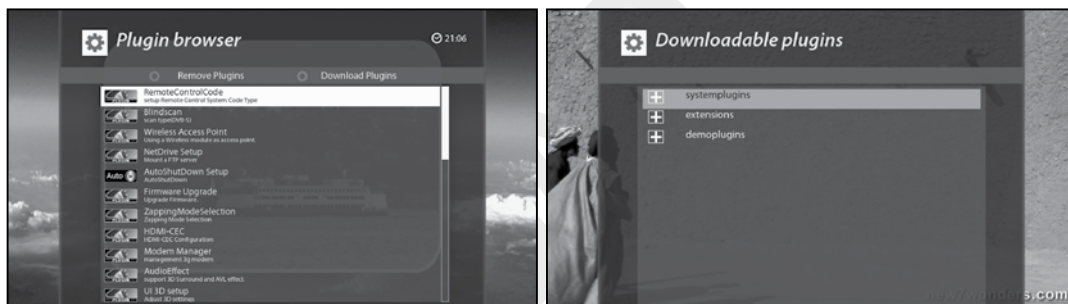 Plugin browser
21:06
Remove Plugins
Download Plugins
RemoteControlCode
setup Remote Control System Code Type
Blindscan
scan type(DVB-S)
Wireless Access Point
Using a Wireless module as access point.
NetDrive Setup
Mount a FTP server
Auto
AutoShutDown Setup
AutoShutDown
Firmware Upgrade
Upgrade Firmware.
ZappingModeSelection
Zapping Mode Selection
HDMI-CEC
HDMI-CEC Configuration
Modem Manager
management 3g modem
AudioEffect
support 3D Surround and AVL effect.
UI 3D setup
Adjust 3D settings
Downloadable plugins
systemplugins
extensions
demoplugins
new7wonders.com